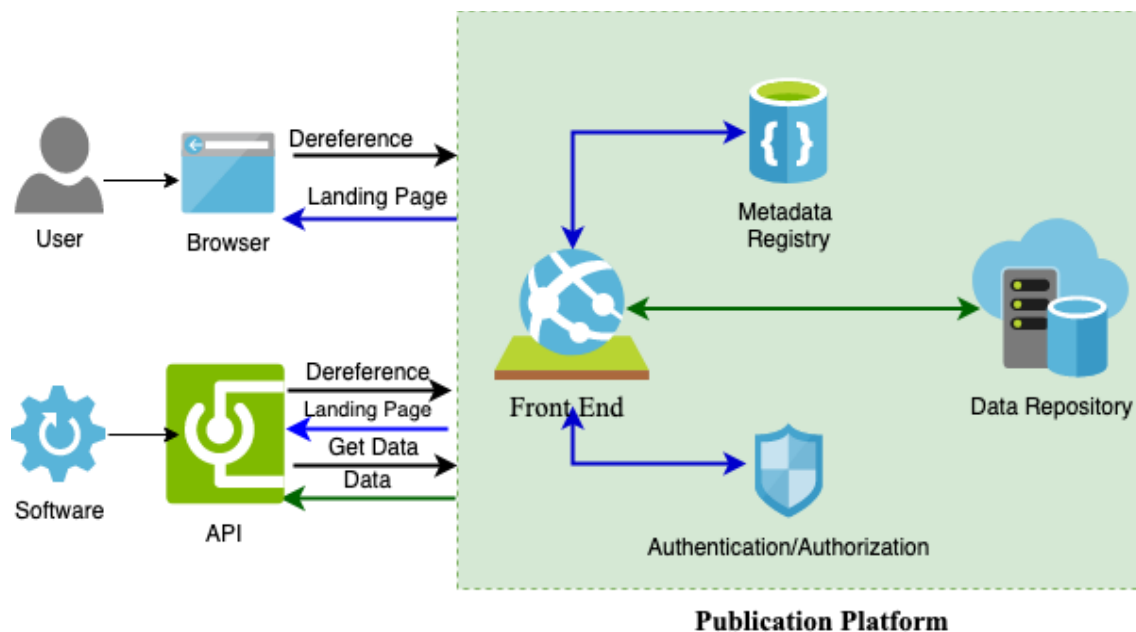 Dereference
Landing Page
User
Browser
Metadada
Registry
Front End
Data Repository
Dereference
Landing Page
Get Data
Data
Software
API
Authentication/Authorization
Publication Platform